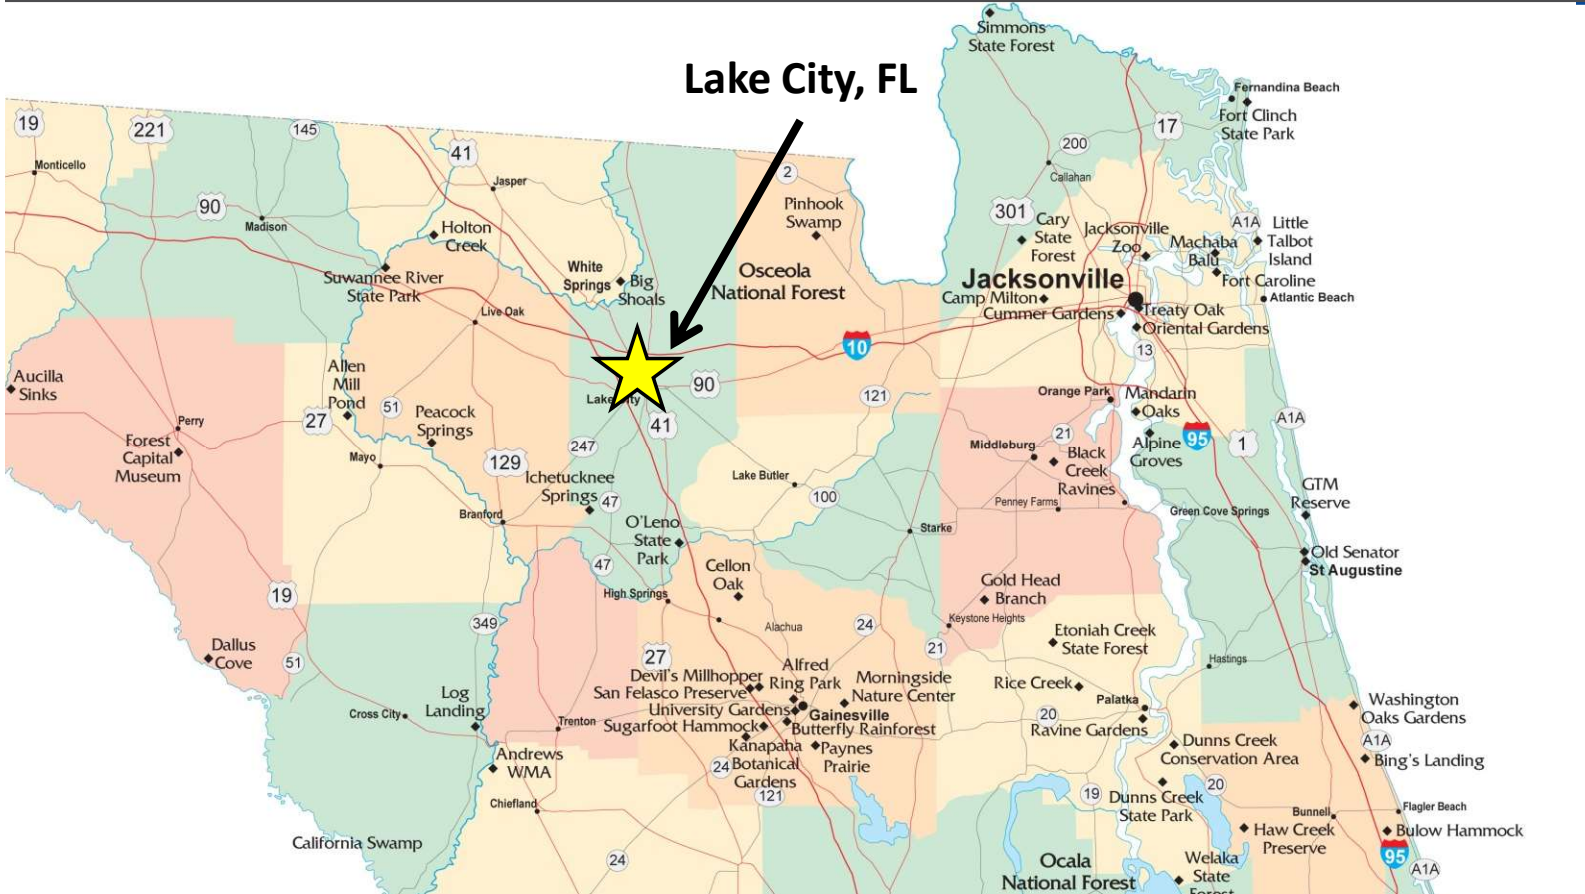 Simmons
State Forest
Lake City, FL
Fernandina Beach
Fort Clinch
State Park
19
221
145
41
17
200
Monticello
Jasper
2
Callahan
90
Madison
Holton
Creek
Pinhook
Swamp
301
Cary
State
Forest
Jacksonville
Zoo
Machaba
Balu
A1A
Little
Talbot
Island
White
Springs
Big
Shoals
Osceola
National Forest
Suwannee River
State Park
Jacksonville
Fort Caroline
Camp Milton
Cummer Gardens
Treaty Oak
Oriental Gardens
Atlantic Beach
Live Oak
10
13
Aucilla
Sinks
Allen
Mill
Pond
90
121
Orange Park
Mandarin
Oaks
Perry
27
51
Peacock
Springs
Lake City
41
A1A
Forest
Capital
Museum
247
Middleburg
21
Black
Creek
Ravines
Alpine
Groves
95
1
Mayo
129
Ichetucknee
Springs
47
Lake Butler
100
Penney Farms
Green Cove Springs
GTM
Reserve
Branford
O'Leno
State
Park
Starke
Old Senator
St Augustine
47
Cellon
Oak
Gold Head
Branch
19
High Springs
349
Alachua
24
Keystone Heights
Etoniah Creek
State Forest
21
Dallus
Cove
51
27
Devil's Millhopper
San Felasco Preserve
University Gardens
Sugarfoot Hammock
Alfred
Ring Park
Morningside
Nature Center
Hastings
Rice Creek
Palatka
Log
Landing
Cross City
Trenton
Gainesville
Butterfly Rainforest
20
Ravine Gardens
Washington
Oaks Gardens
Kanapaha
Botanical
Gardens
Paynes
Prairie
Andrews
WMA
24
121
Dunns Creek
Conservation Area
A1A
Bing's Landing
Chiefland
19
Dunns Creek
State Park
20
Bunnell
Flagler Beach
California Swamp
Haw Creek
Preserve
Bulow Hammock
24
Ocala
National Forest
Welaka
State
Forest
95
A1A